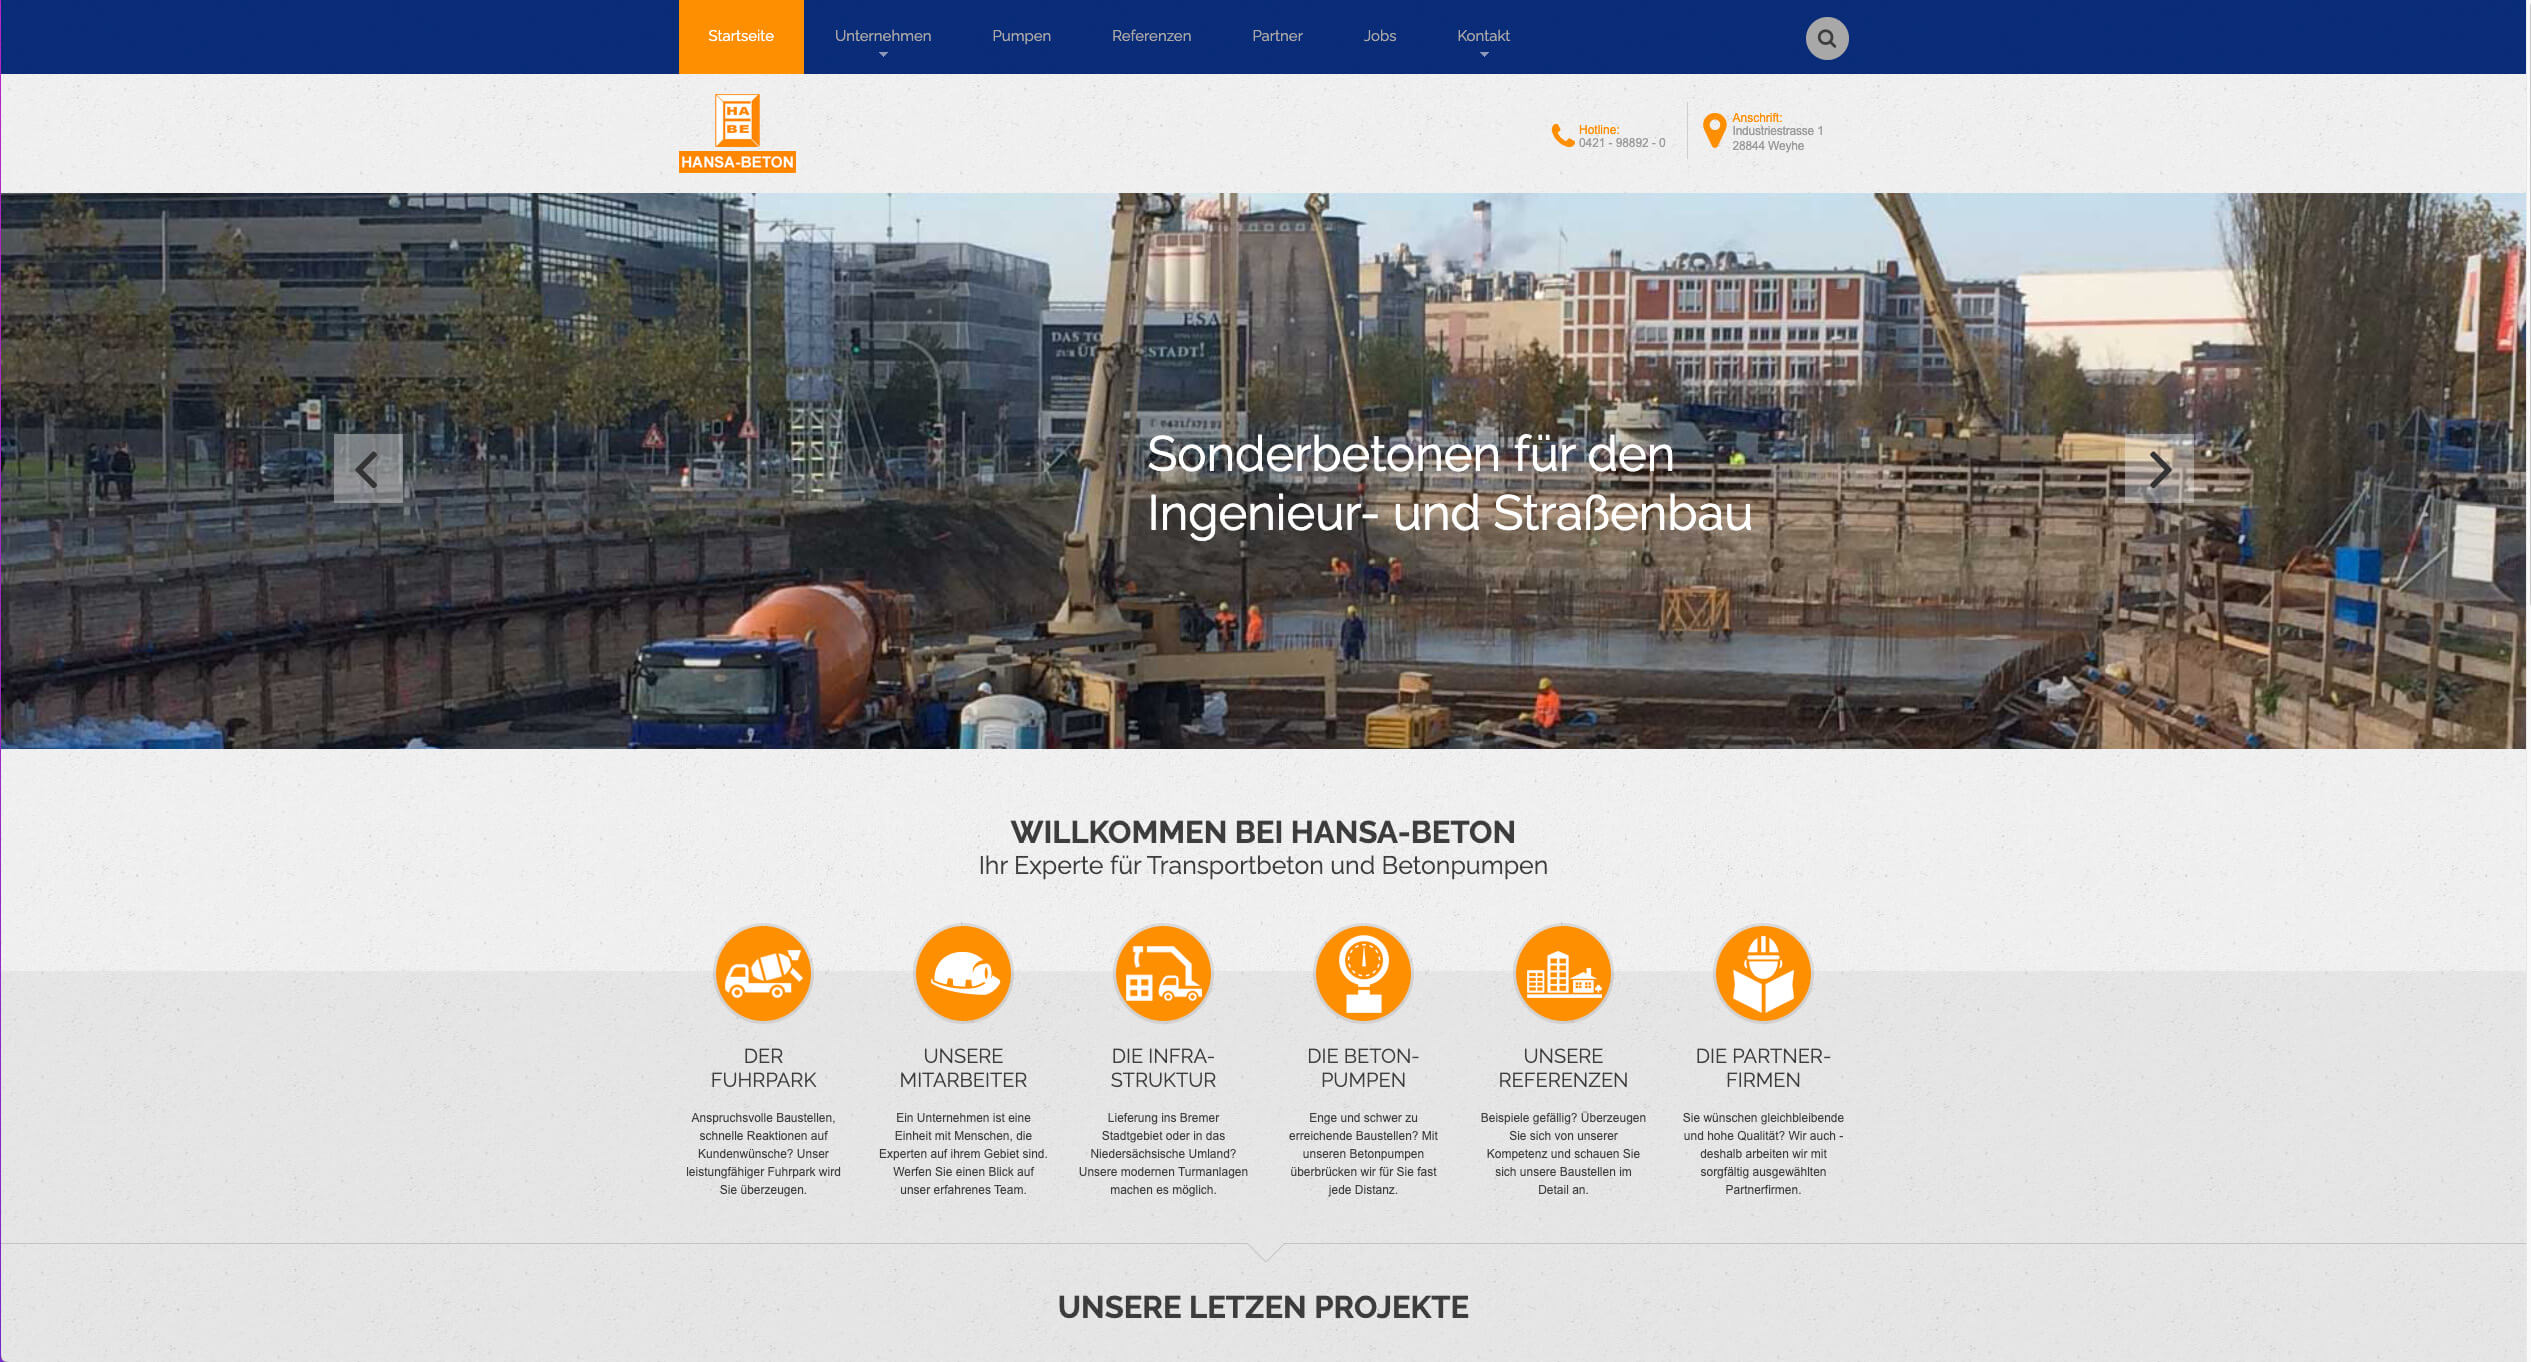 Startseite
Unternehmen
Pumpen
Referenzen
Partner
Jobs
Kontakt
HA
BE
HANSA-BETON
Hotline:
0421 - 98892 - 0
Anschrift:
Industriestrasse 1
28844 Weyhe
DAS
ESTADT!
Sonderbetonen für den
Ingenieur- und Straßenbau
WILLKOMMEN BEI HANSA-BETON
Ihr Experte für Transportbeton und Betonpumpen
DER
FUHRPARK
Anspruchsvolle Baustellen,
schnelle Reaktionen auf
Kundenwünsche? Unser
leistungfähiger Fuhrpark wird
Sie überzeugen.
UNSERE
MITARBEITER
Ein Unternehmen ist eine
Einheit mit Menschen, die
Experten auf ihrem Gebiet sind.
Werfen Sie einen Blick auf
unser erfahrenes Team.
DIE INFRA-
STRUKTUR
Lieferung ins Bremer
Stadtgebiet oder in das
Niedersächsische Umland?
Unsere modernen Turmanlagen
machen es möglich.
DIE BETON-
PUMPEN
Enge und schwer zu
erreichende Baustellen? Mit
unseren Betonpumpen
überbrücken wir für Sie fast
jede Distanz.
UNSERE
REFERENZEN
Beispiele gefällig? Überzeugen
Sie sich von unserer
Kompetenz und schauen Sie
sich unsere Baustellen im
Detail an.
DIE PARTNER-
FIRMEN
Sie wünschen gleichbleibende
und hohe Qualität? Wir auch -
deshalb arbeiten wir mit
sorgfältig ausgewählten
Partnerfirmen.
UNSERE LETZEN PROJEKTE